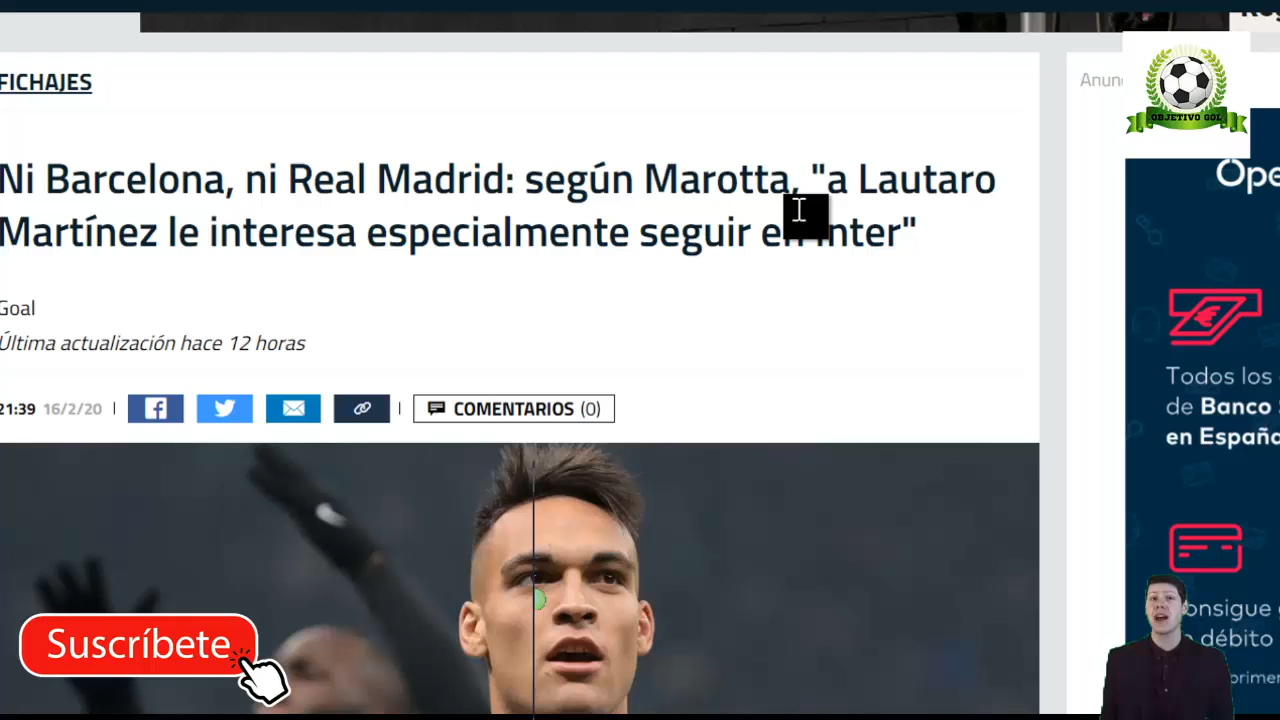 FICHAJES
Anun
OBJETIVO GOL
Ni Barcelona, ni Real Madrid: según Marotta, "a Lautaro
Martínez le interesa especialmente seguir en Inter"
Ope
Goal
Última actualización hace 12 horas
21:39 16/2/20
COMENTARIOS (0)
Todos los
de Banco
en España
Suscríbete
onsigue
débito
primer